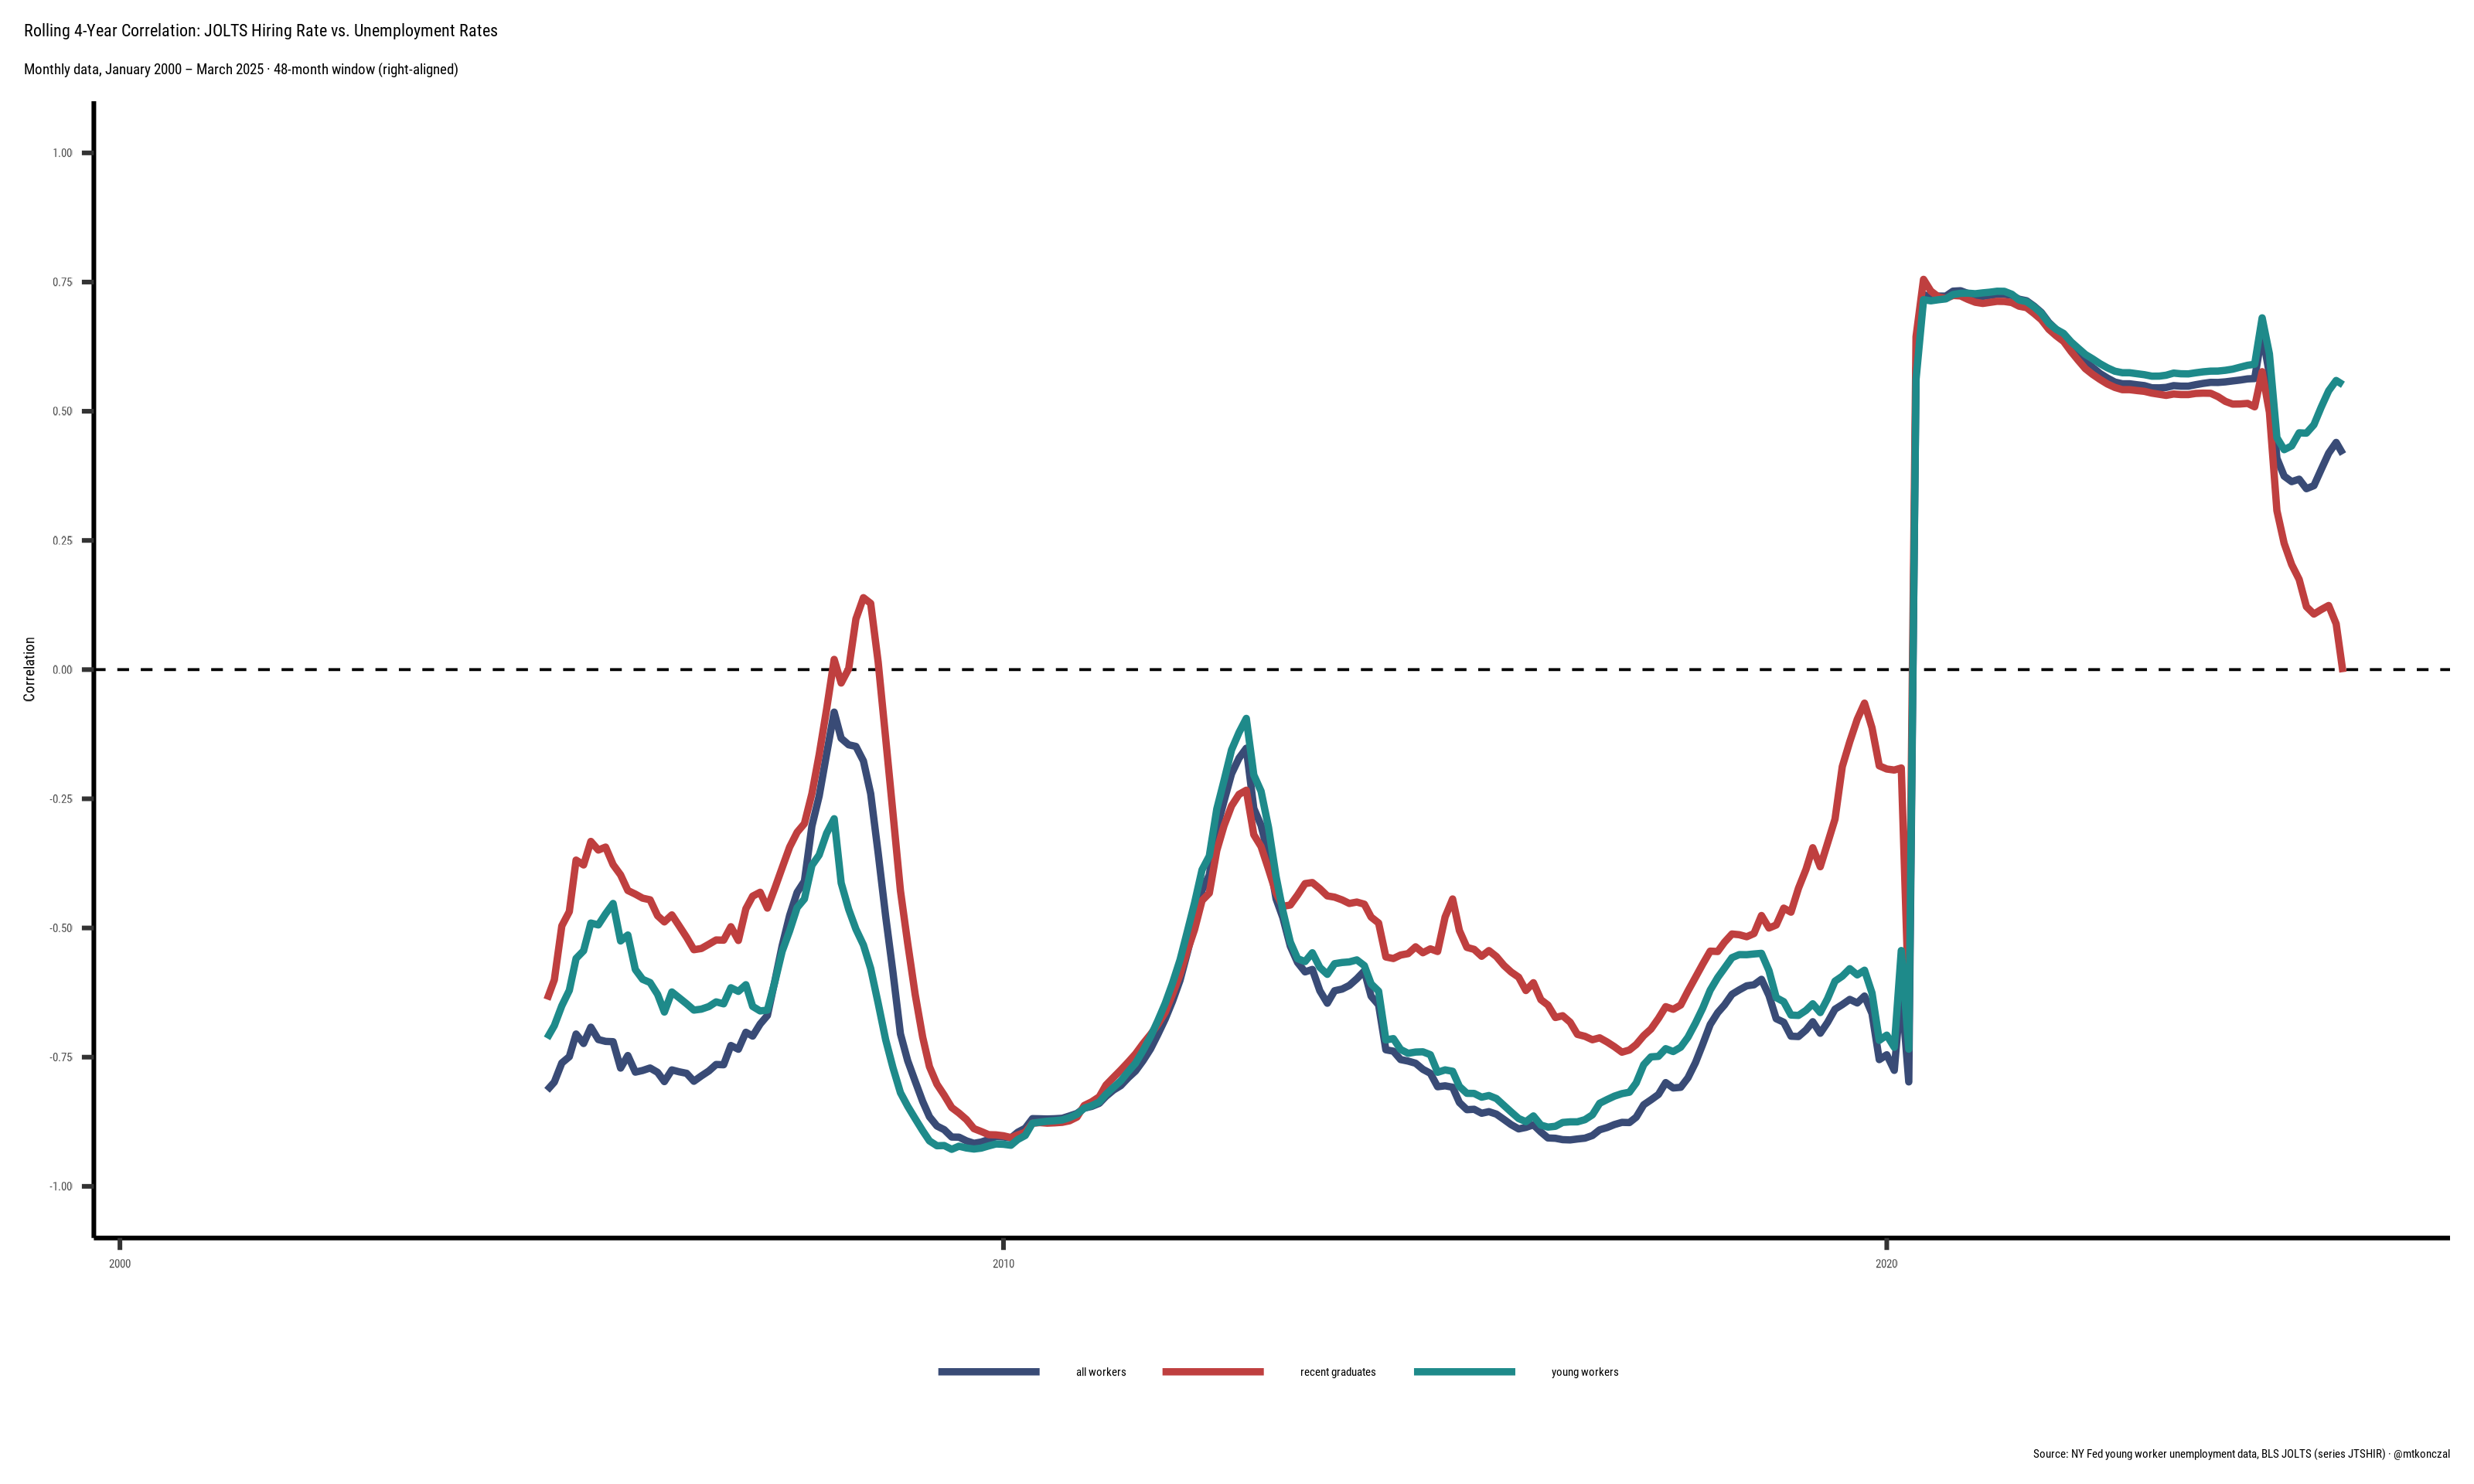 Rolling 4-Year Correlation: JOLTS Hiring Rate vs. Unemployment Rates
Monthly data, January 2000 – March 2025 · 48-month window (right-aligned)
Correlation
1.00
0.75
0.50
0.25
0.00
-0.25
-0.50
-0.75
-1.00
2000
2010
2020
all workers
recent graduates
young workers
Source: NY Fed young worker unemployment data, BLS JOLTS (series JTSHIR) · @mtkonczal